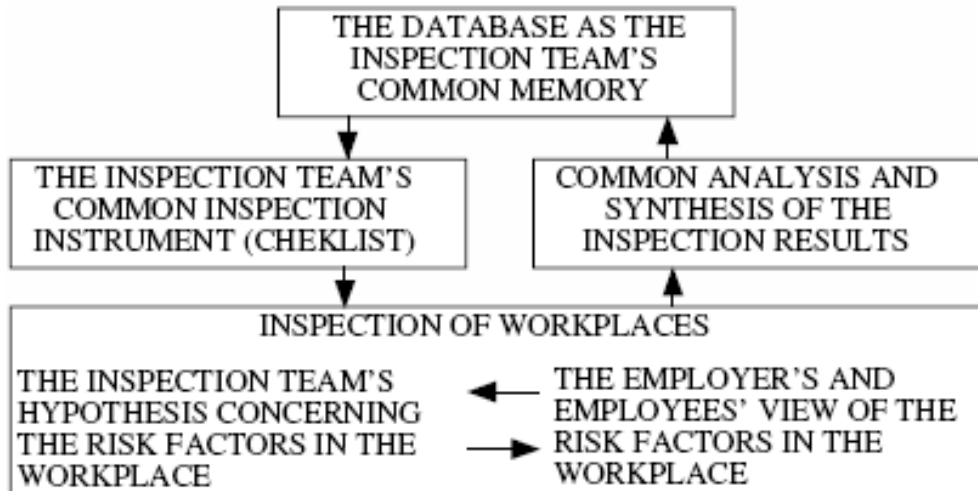 THE DATABASE AS THE
INSPECTION TEAM'S
COMMON MEMORY
THE INSPECTION TEAM'S
COMMON INSPECTION
INSTRUMENT (CHEKLIST)
COMMON ANALYSIS AND
SYNTHESIS OF THE
INSPECTION RESULTS
INSPECTION OF WORKPLACES
THE INSPECTION TEAM'S
HYPOTHESIS CONCERNING
THE RISK FACTORS IN THE
WORKPLACE
THE EMPLOYER'S AND
EMPLOYEES' VIEW OF THE
RISK FACTORS IN THE
WORKPLACE